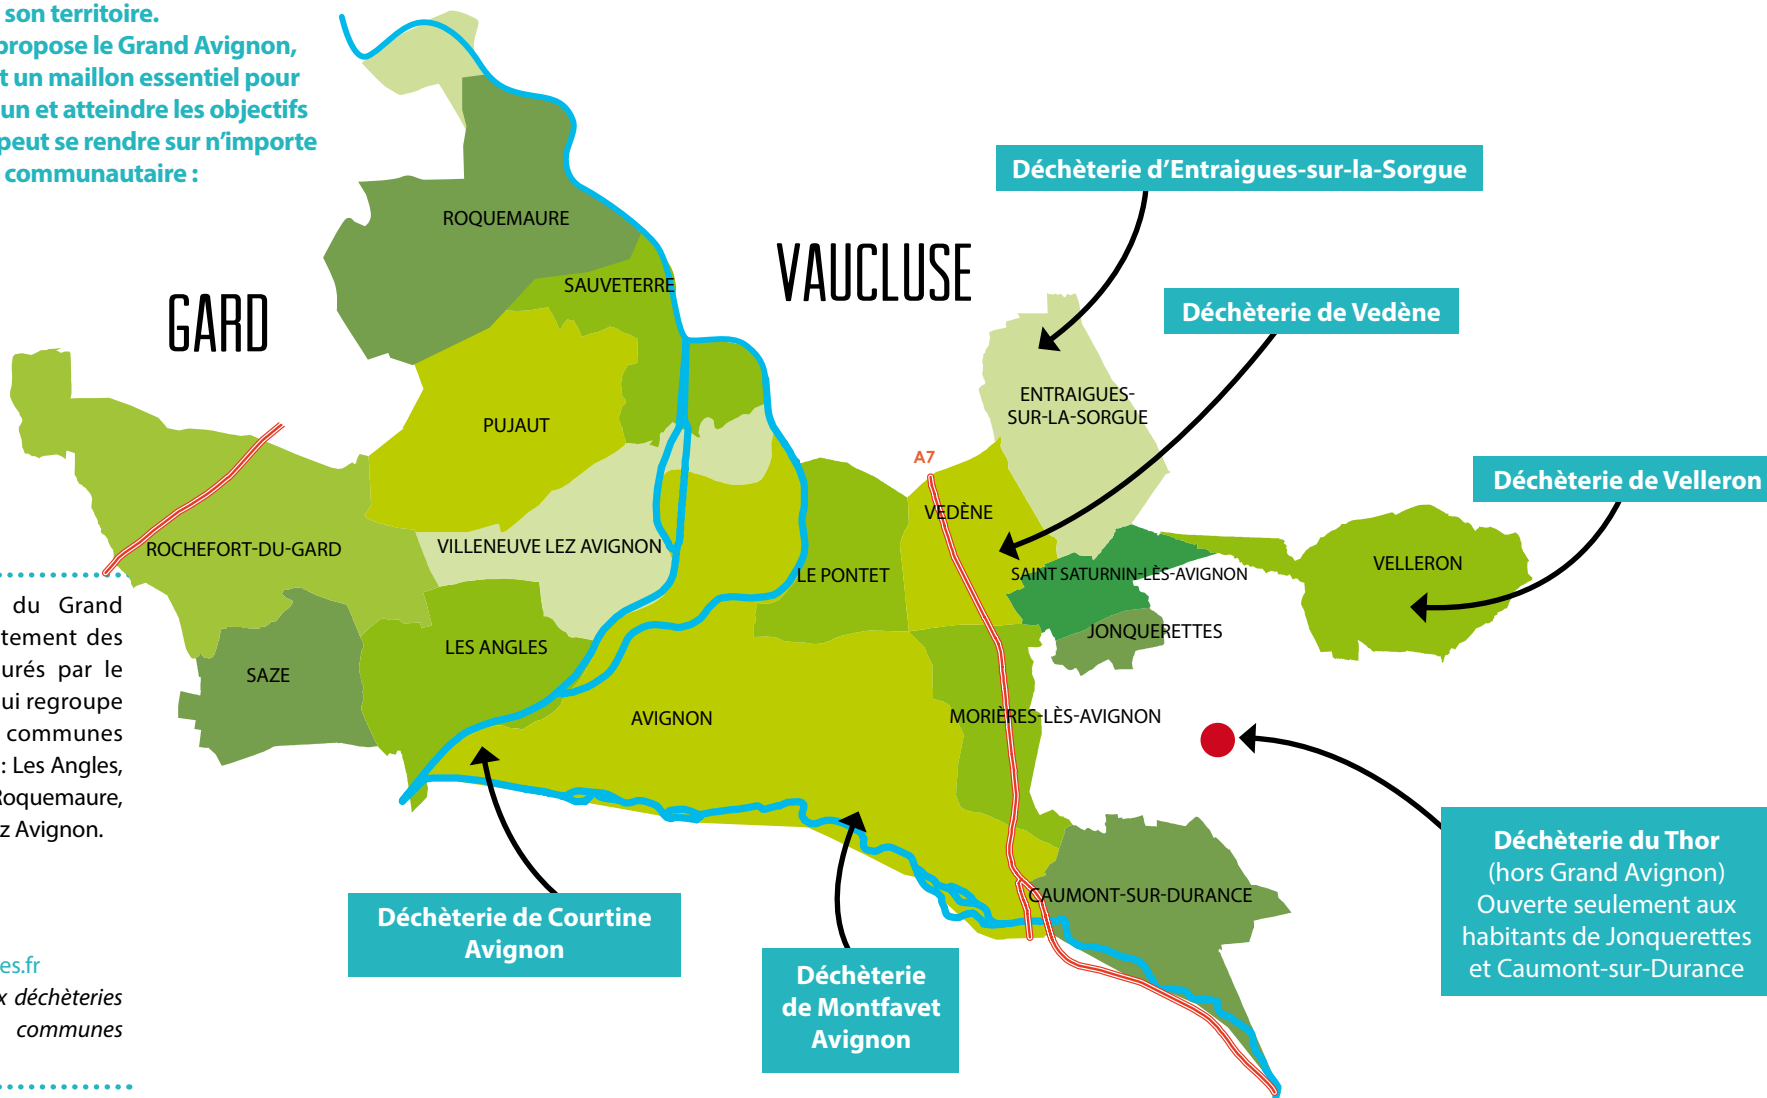 son territoire.
propose le Grand Avignon,
t un maillon essentiel pour
un et atteindre les objectifs
peut se rendre sur n’importe
communautaire :
GARD
VAUCLUSE
ROQUEMAURE
SAUVETERRE
PUJAUT
ROCHEFORT-DU-GARD
VILLENEUVE LEZ AVIGNON
SAZE
LES ANGLES
AVIGNON
LE PONTET
A7
VEDÈNE
ENTRAIGUES-
SUR-LA-SORGUE
SAINT SATURNIN-LÈS-AVIGNON
JONQUERETTES
VELLERON
MORIÈRES-LÈS-AVIGNON
CAUMONT-SUR-DURANCE
Déchèterie d’Entraigues-sur-la-Sorgue
Déchèterie de Vedène
Déchèterie de Velleron
Déchèterie du Thor
(hors Grand Avignon)
Ouverte seulement aux
habitants de Jonquerettes
et Caumont-sur-Durance
Déchèterie de Courtine
Avignon
Déchèterie
de Montfavet
Avignon
du Grand
tement des
urés par le
ui regroupe
communes
: Les Angles,
Roquemaure,
z Avignon.
es.fr
x déchèteries
communes